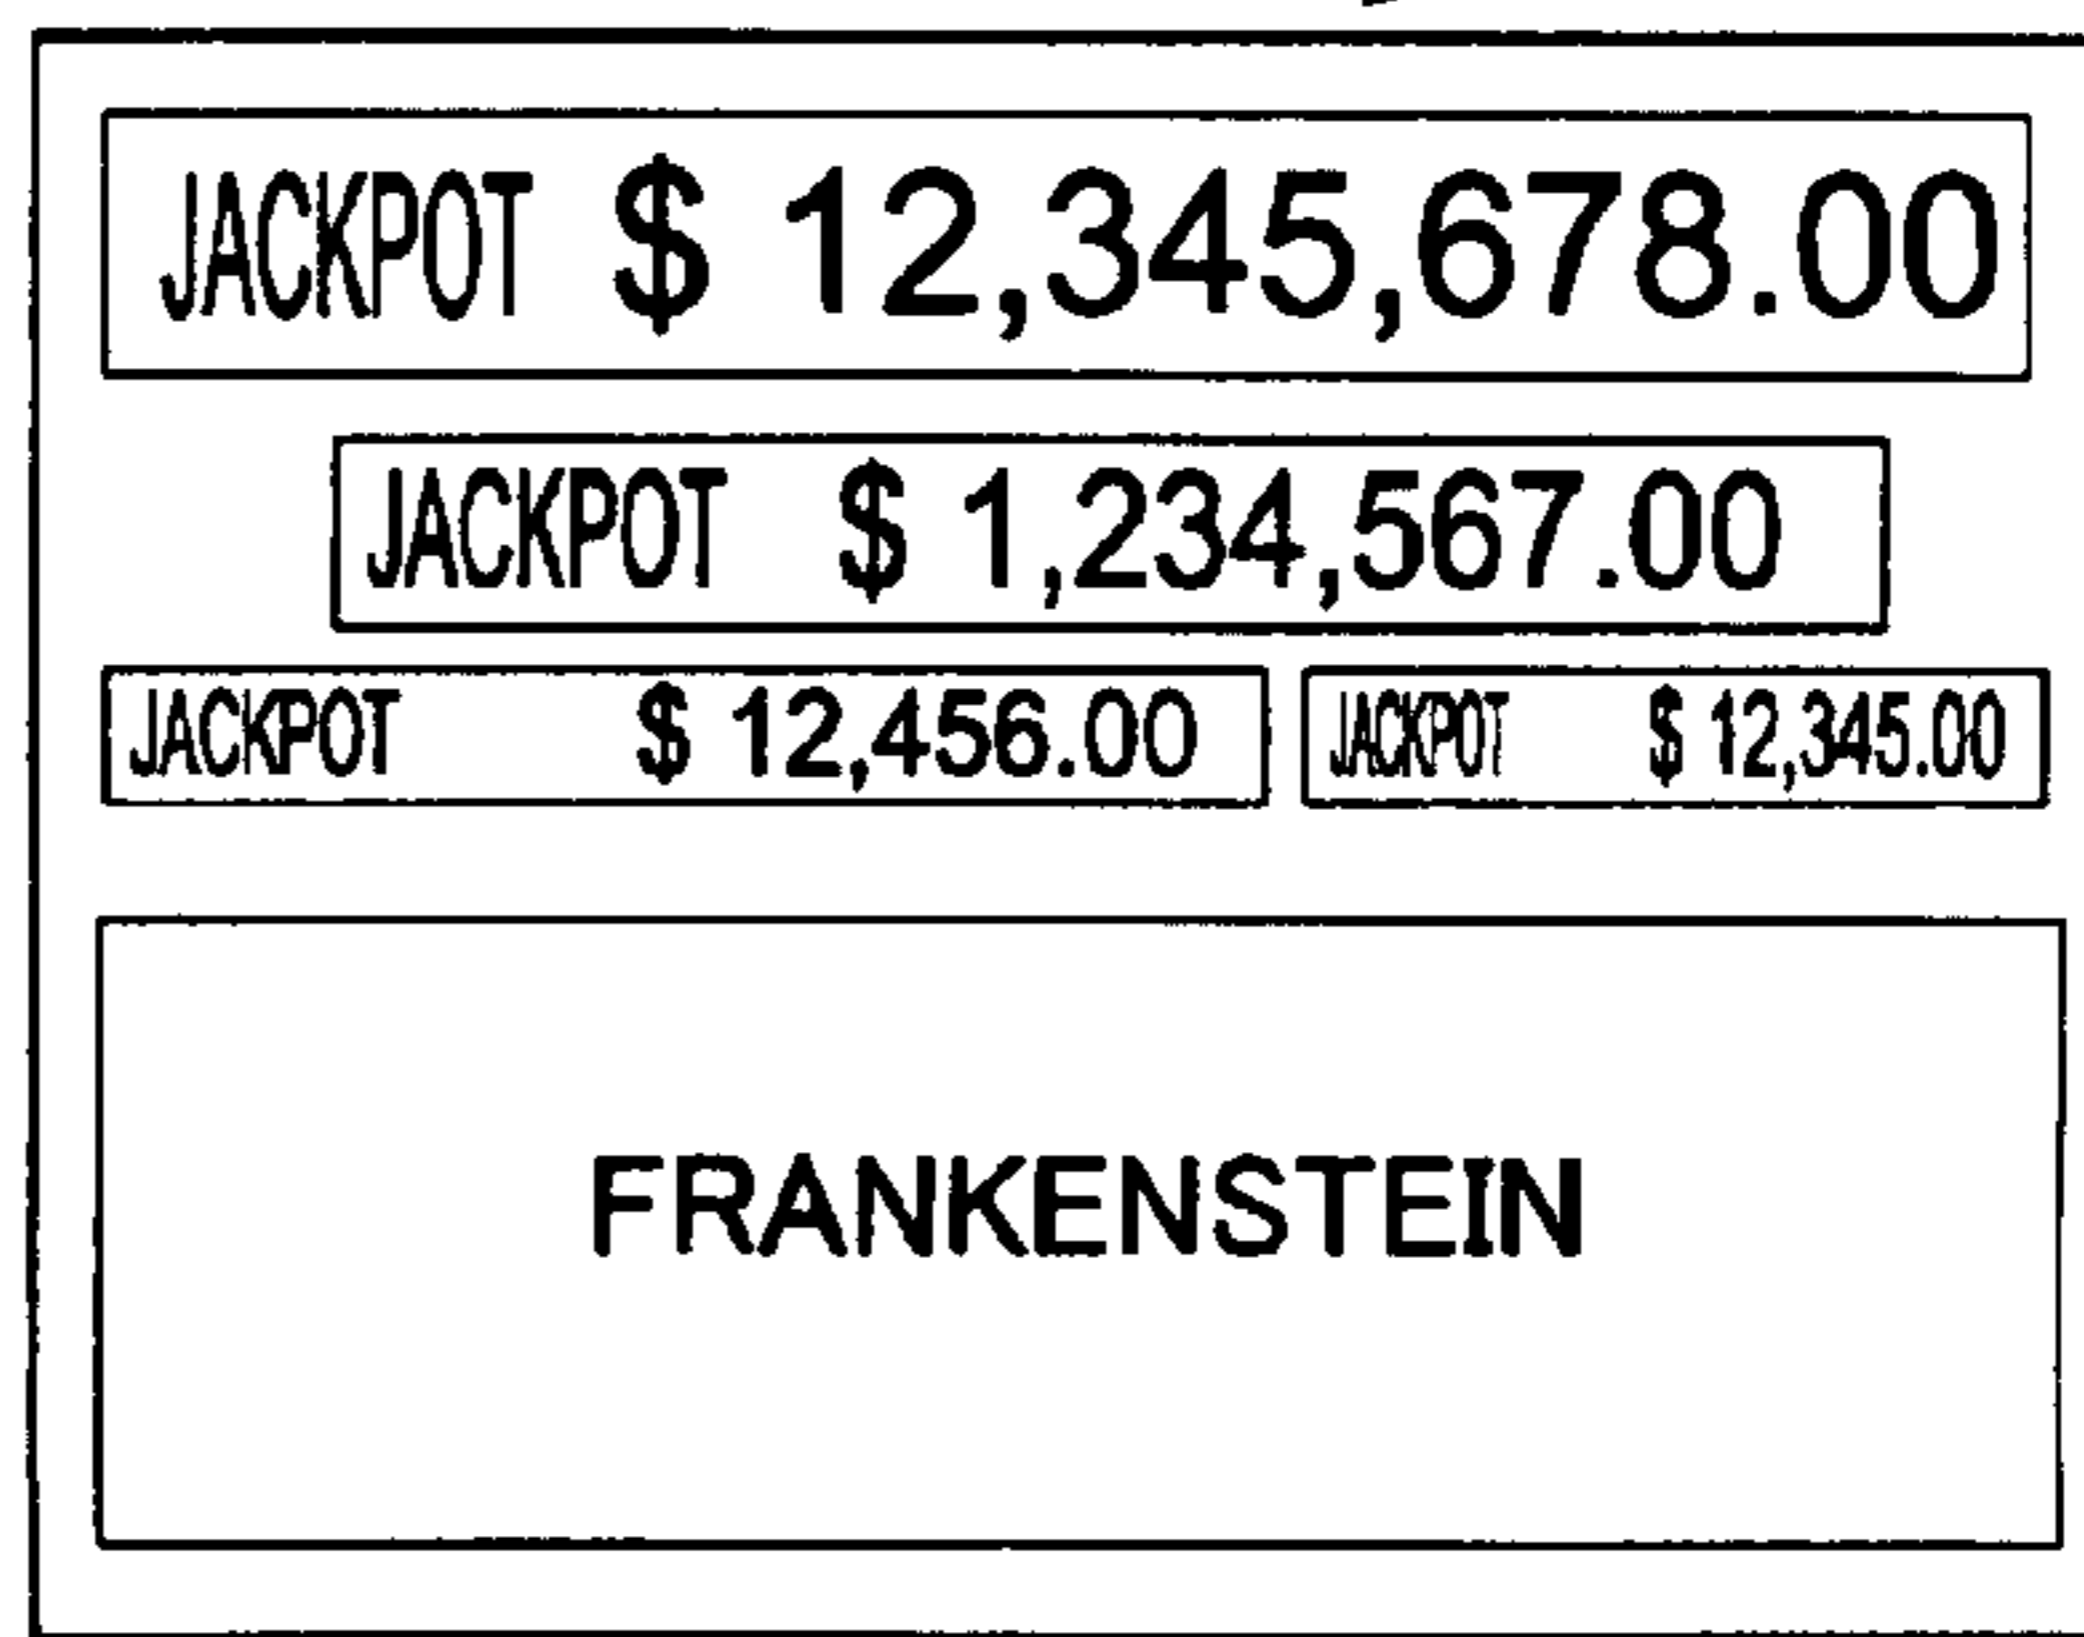 JACKPOT $ 12,345,678.00
JACKPOT $ 1,234,567.00
JACKPOT $ 12,456.00
JACKPOT $ 12,345.00
FRANKENSTEIN